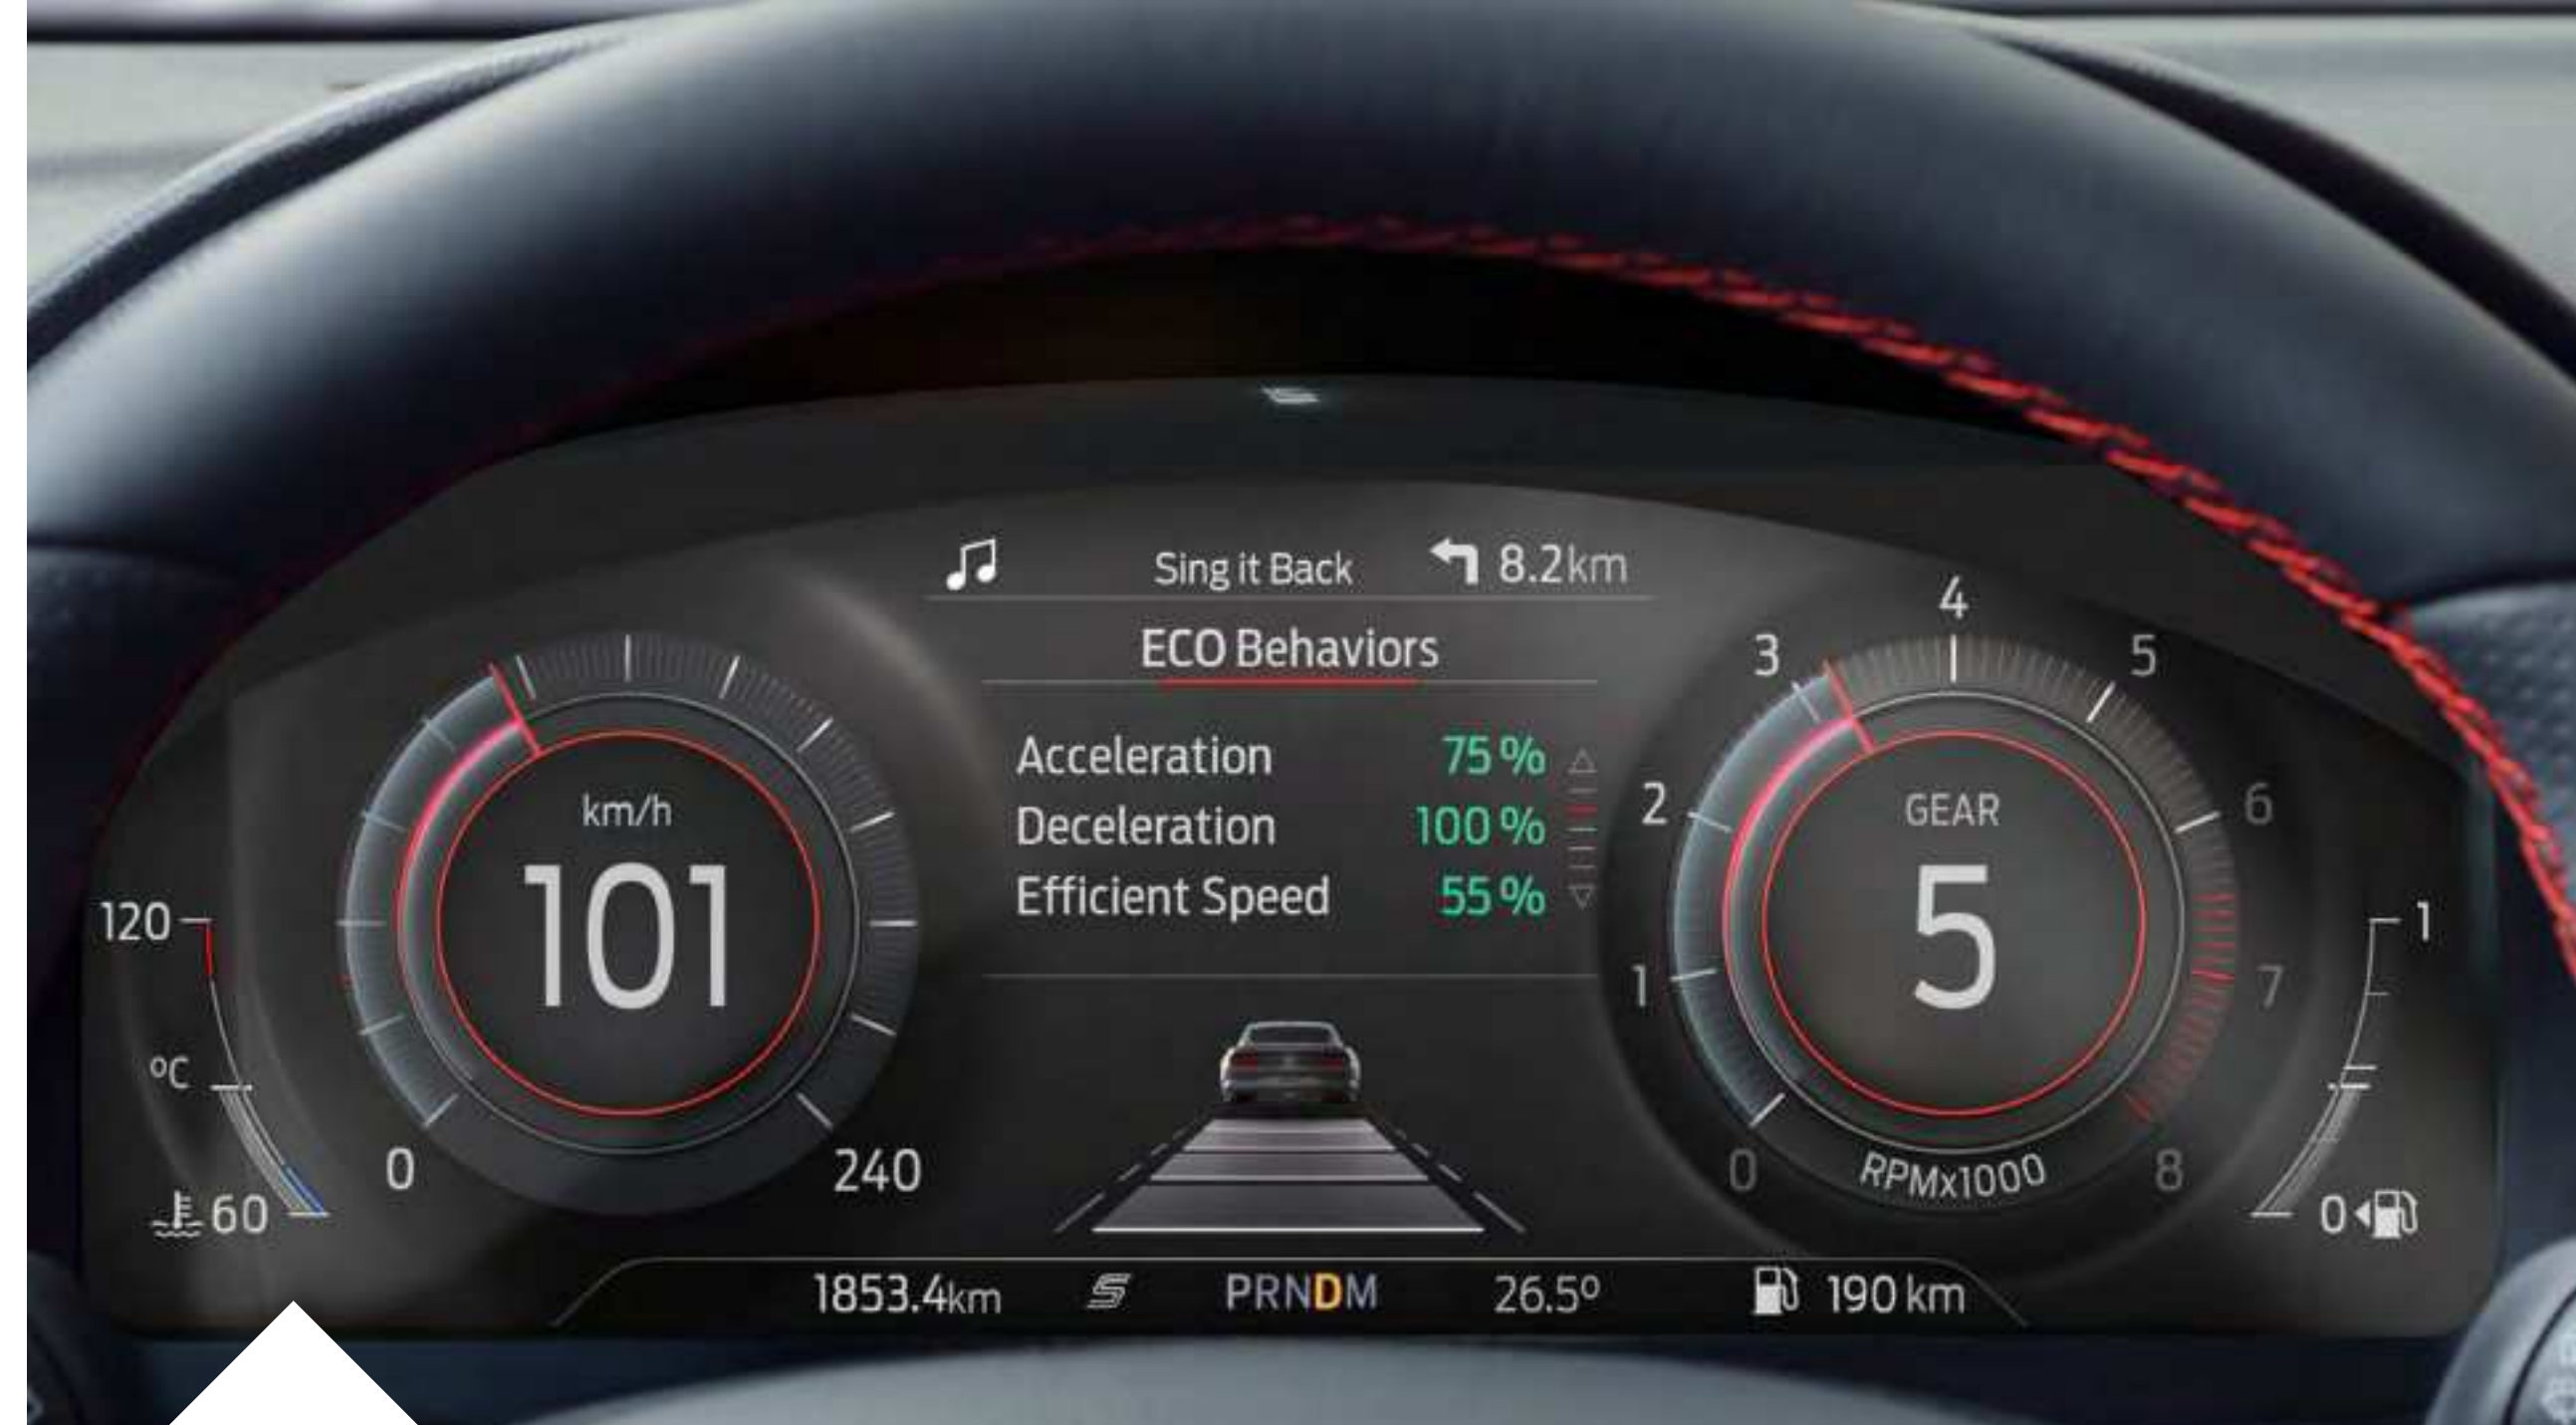 Sing it Back 8.2km
ECO Behaviors
Acceleration 75%
Deceleration 100%
Efficient Speed 55%
km/h
101
0
240
120
°C
60
GEAR
5
0
1
2
3
4
5
6
7
8
RPMx1000
1
0
1853.4km PRNDM 26.5° 190 km